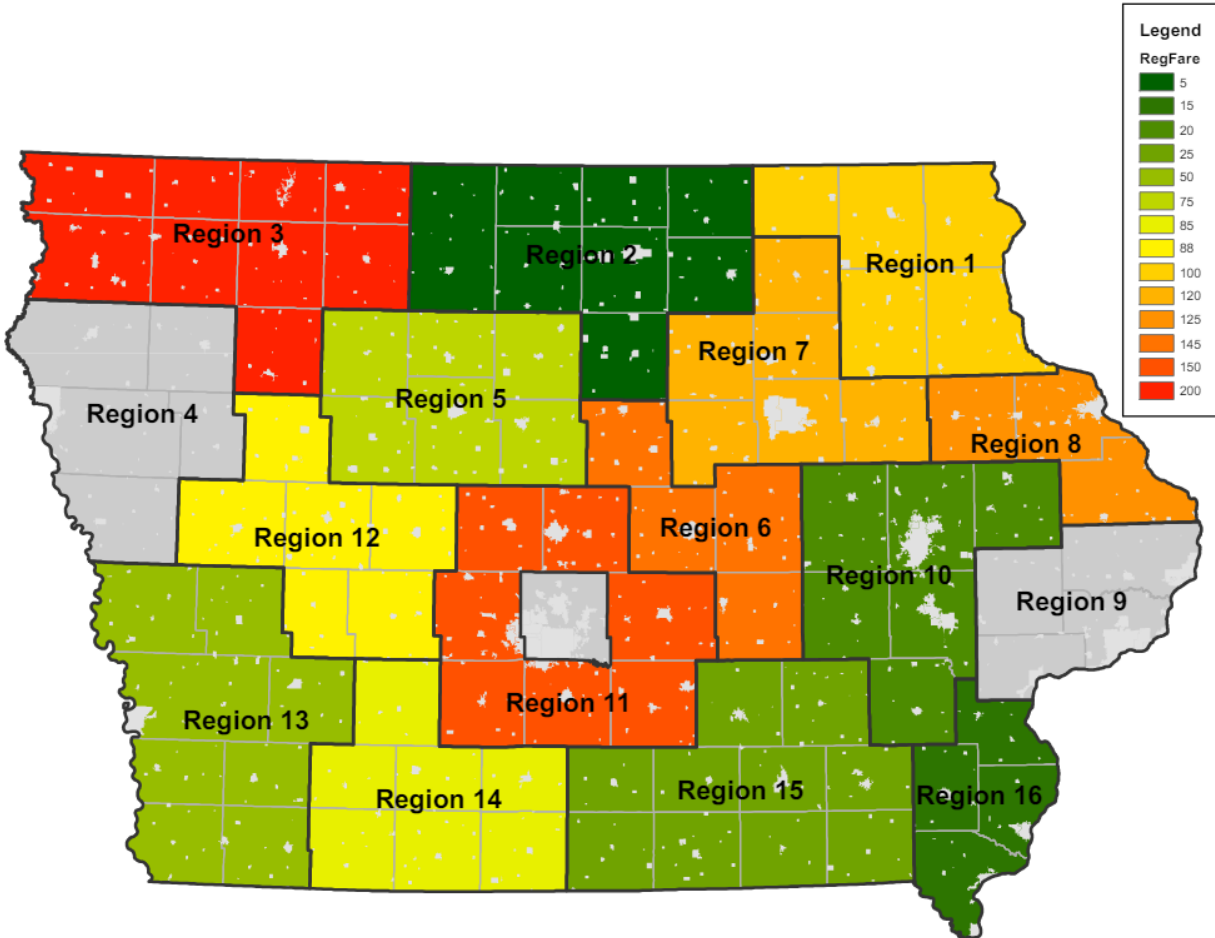 Legend
RegFare
5
15
20
25
50
75
85
88
100
120
125
145
150
200
Region 3
Region 2
Region 1
Region 7
Region 4
Region 5
Region 8
Region 12
Region 6
Region 10
Region 9
Region 11
Region 13
Region 14
Region 15
Region 16